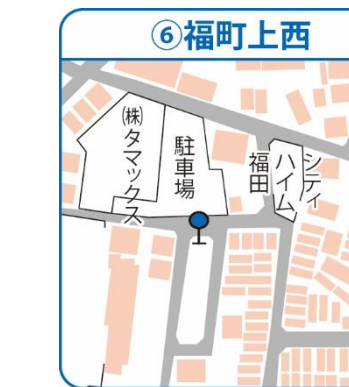 ⑥福町上西
㈱タマックス
駐車場
シティ
ハイム
福田